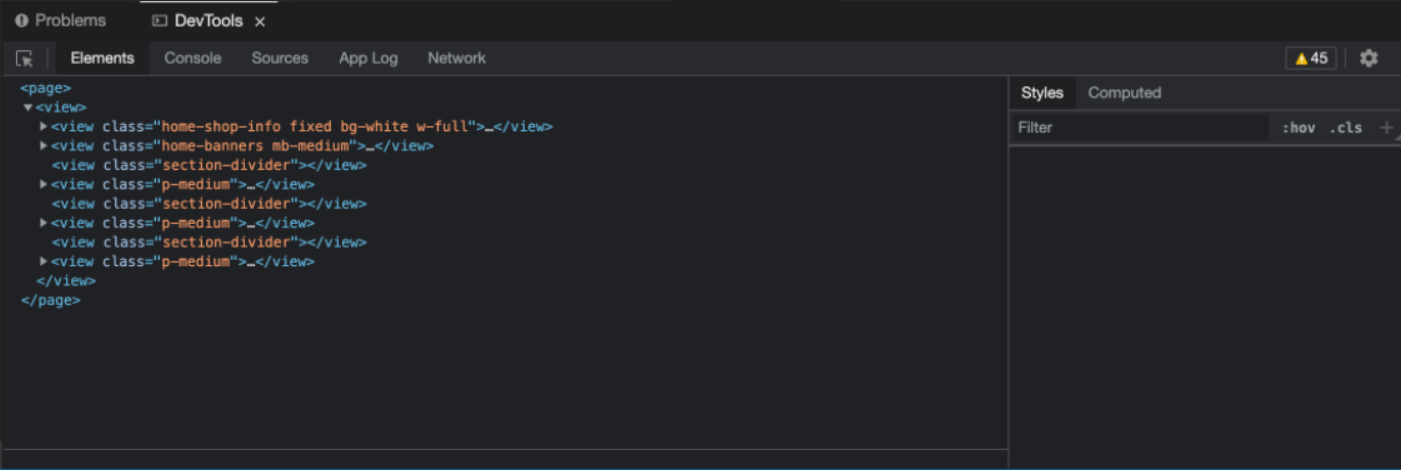 Problems DevTools ×
Elements Console Sources App Log Network 45
<page>
<view>
<view class="home-shop-info fixed bg-white w-full">…</view>
<view class="home-banners mb-medium">…</view>
<view class="section-divider"></view>
<view class="p-medium">…</view>
<view class="section-divider"></view>
<view class="p-medium">…</view>
<view class="section-divider"></view>
<view class="p-medium">…</view>
</view>
</page>
Styles Computed
Filter :hov .cls +